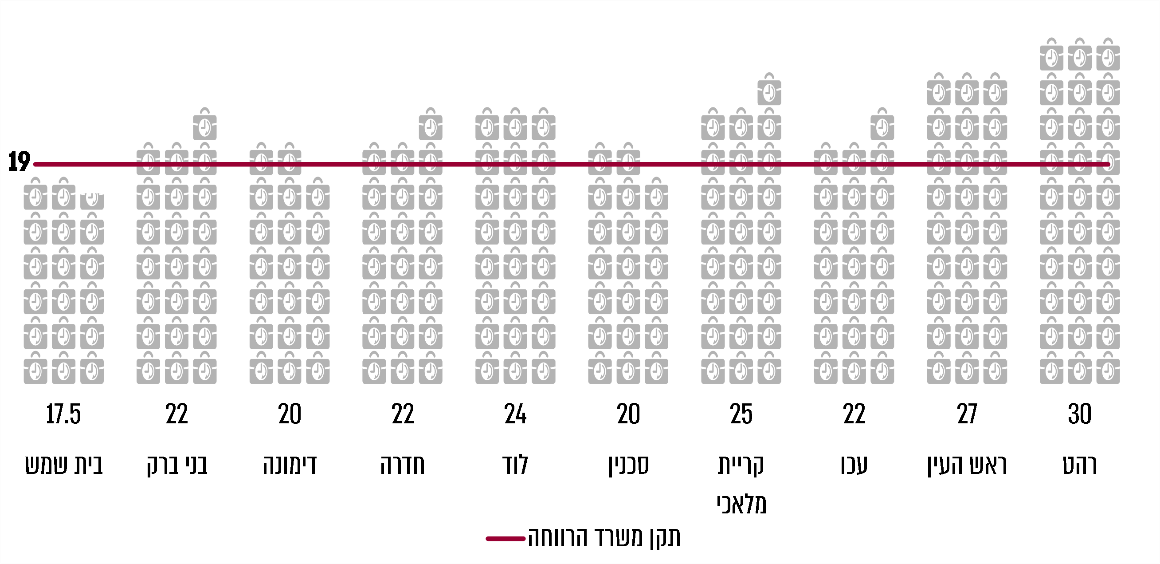 19
17.5 22 20 22 24 20 25 22 27 30
בית שמש בני ברק דימונה חדרה לוד סכנין קריית עכו ראש העין רהט
מלאכי
תקן משרד הרווחה